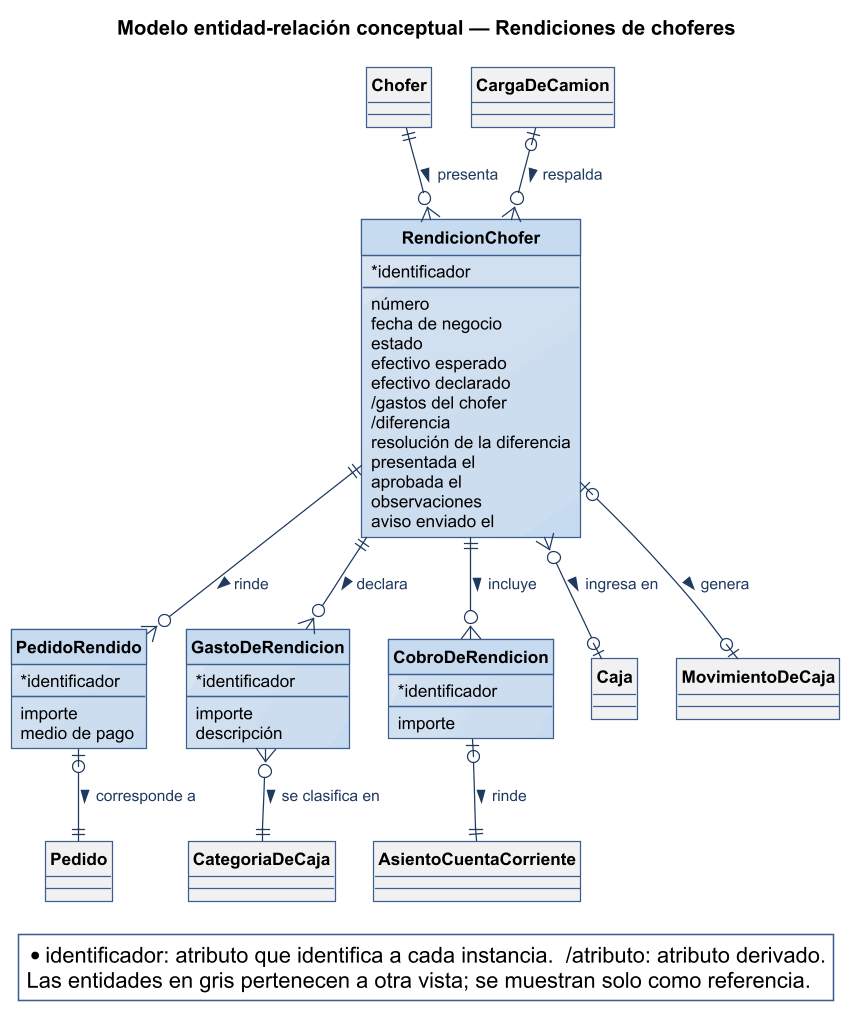 Modelo entidad-relación conceptual — Rendiciones de choferes
Chofer
CargaDeCamion
presenta
respalda
RendicionChofer
*identificador
número
fecha de negocio
estado
efectivo esperado
efectivo declarado
/gastos del chofer
/diferencia
resolución de la diferencia
presentada el
aprobada el
observaciones
aviso enviado el
rinde
declara
incluye
ingresa en
genera
PedidoRendido
*identificador
importe
medio de pago
GastoDeRendicion
*identificador
importe
descripción
CobroDeRendicion
*identificador
importe
Caja
MovimientoDeCaja
corresponde a
se clasifica en
rinde
Pedido
CategoriaDeCaja
AsientoCuentaCorriente
• identificador: atributo que identifica a cada instancia. /atributo: atributo derivado.
Las entidades en gris pertenecen a otra vista; se muestran solo como referencia.